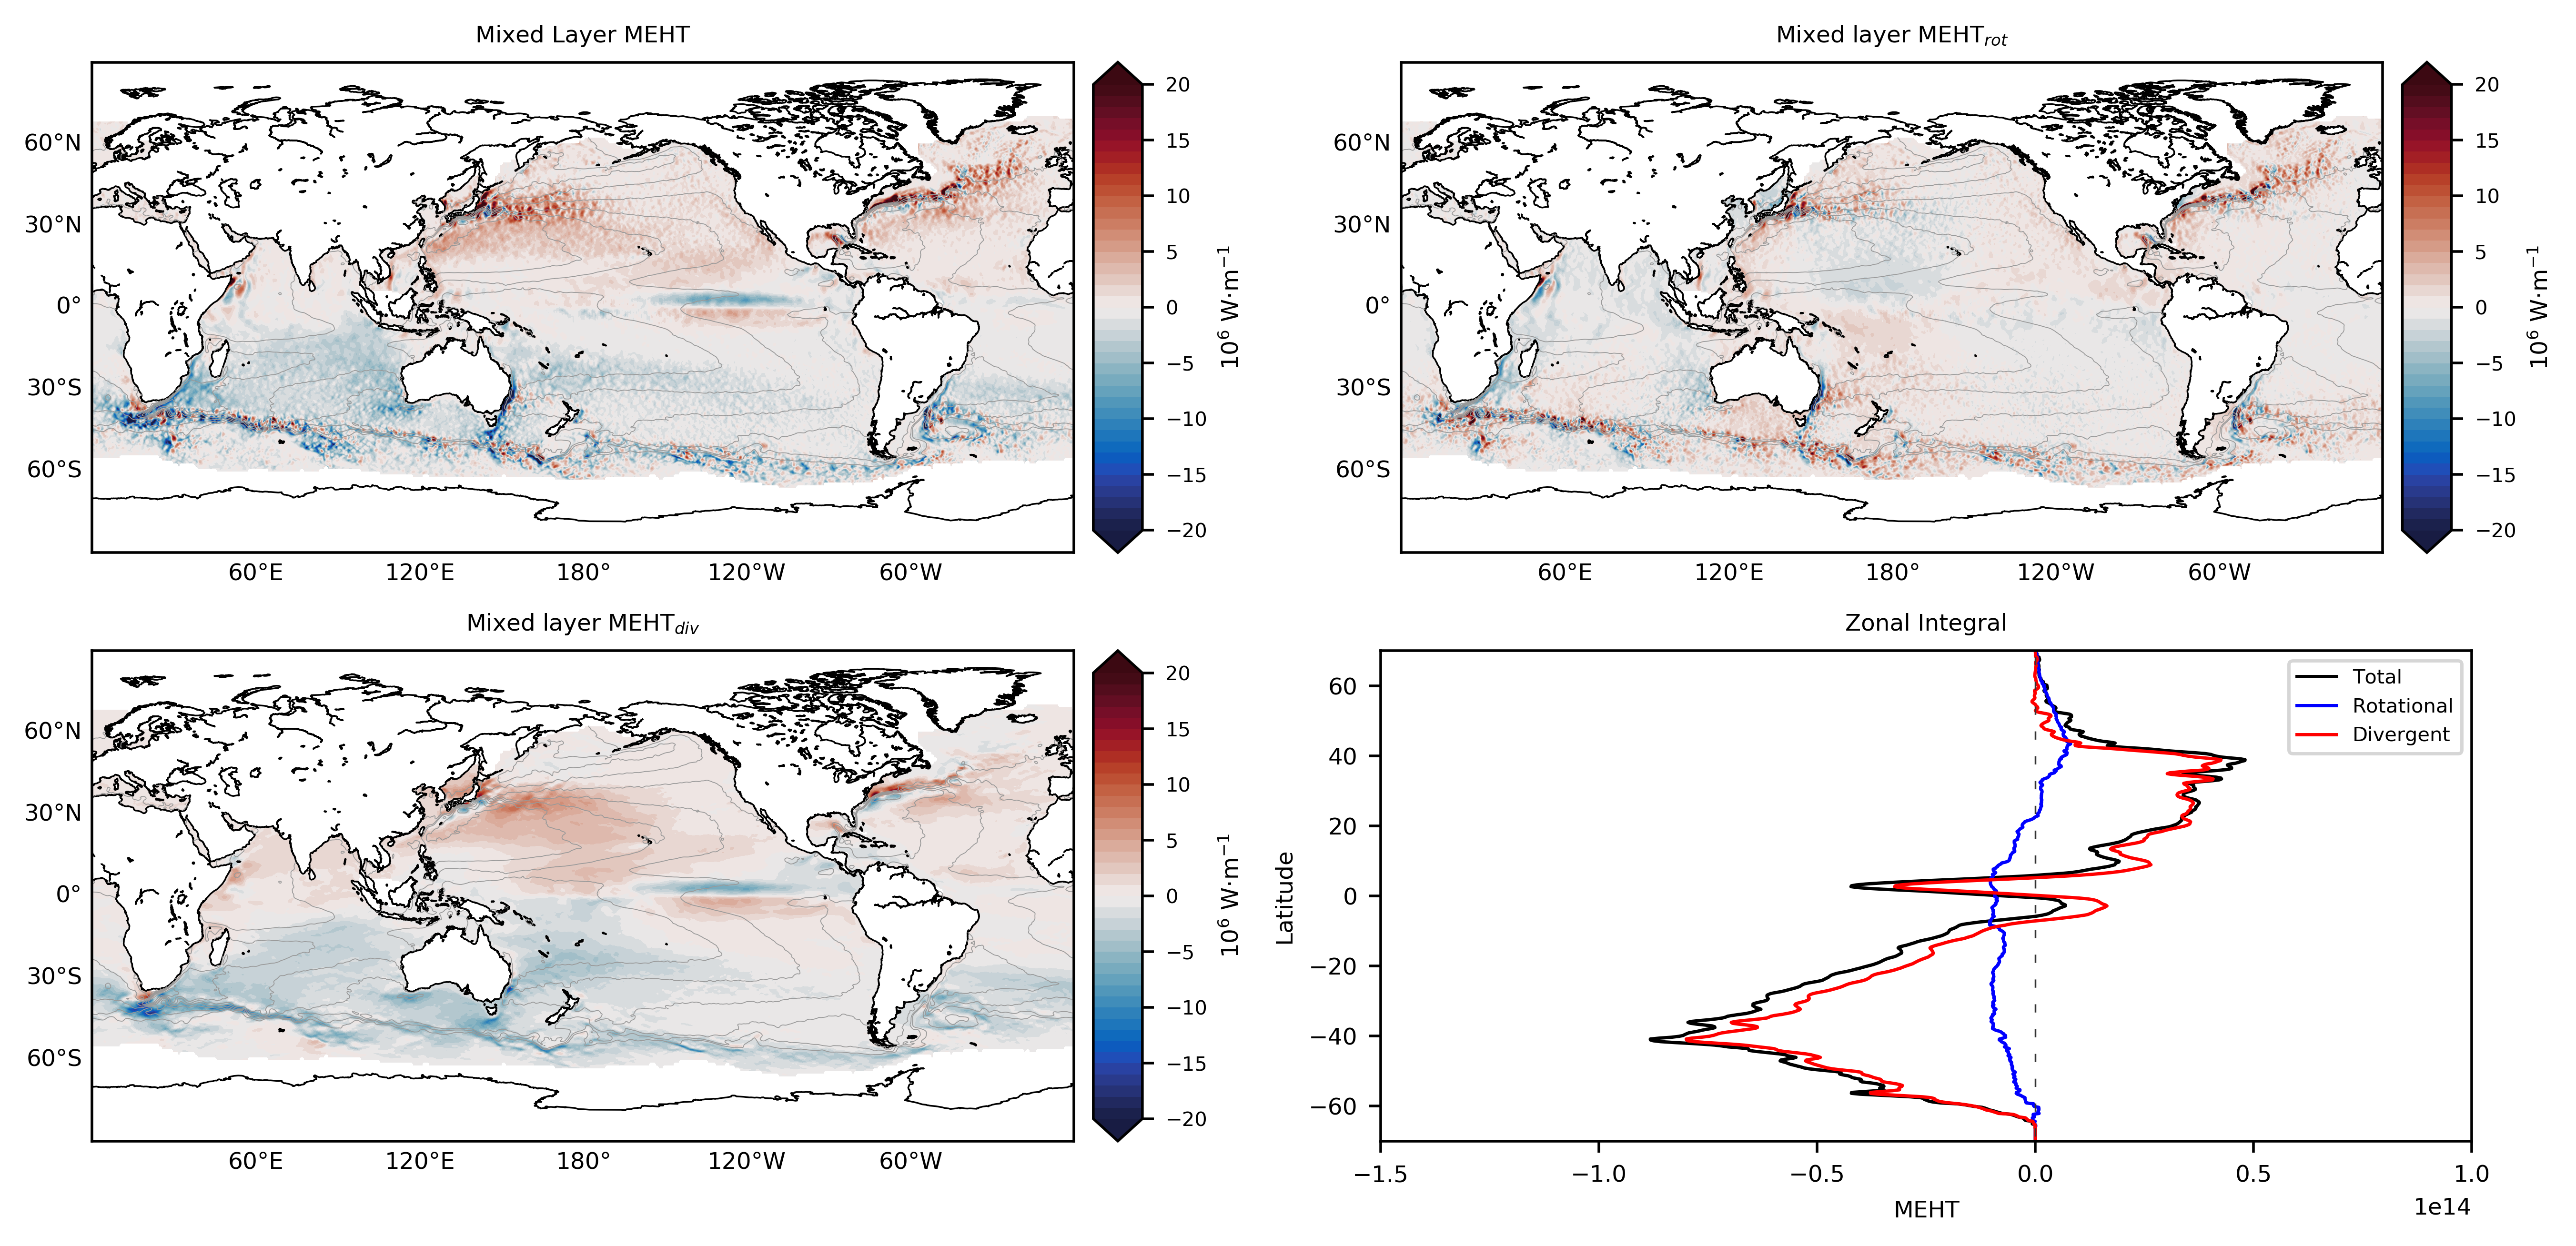 Mixed Layer MEHT
60°N
30°N
0°
30°S
60°S
60°E 120°E 180° 120°W 60°W
20
15
10
5
0
−5
−10
−15
−20
10⁶ W·m⁻¹
Mixed layer MEHT_rot
60°N
30°N
0°
30°S
60°S
60°E 120°E 180° 120°W 60°W
20
15
10
5
0
−5
−10
−15
−20
10⁶ W·m⁻¹
Mixed layer MEHT_div
60°N
30°N
0°
30°S
60°S
60°E 120°E 180° 120°W 60°W
20
15
10
5
0
−5
−10
−15
−20
10⁶ W·m⁻¹
Zonal Integral
Total
Rotational
Divergent
Latitude
60
40
20
0
−20
−40
−60
−1.5 −1.0 −0.5 0.0 0.5 1.0
MEHT
1e14